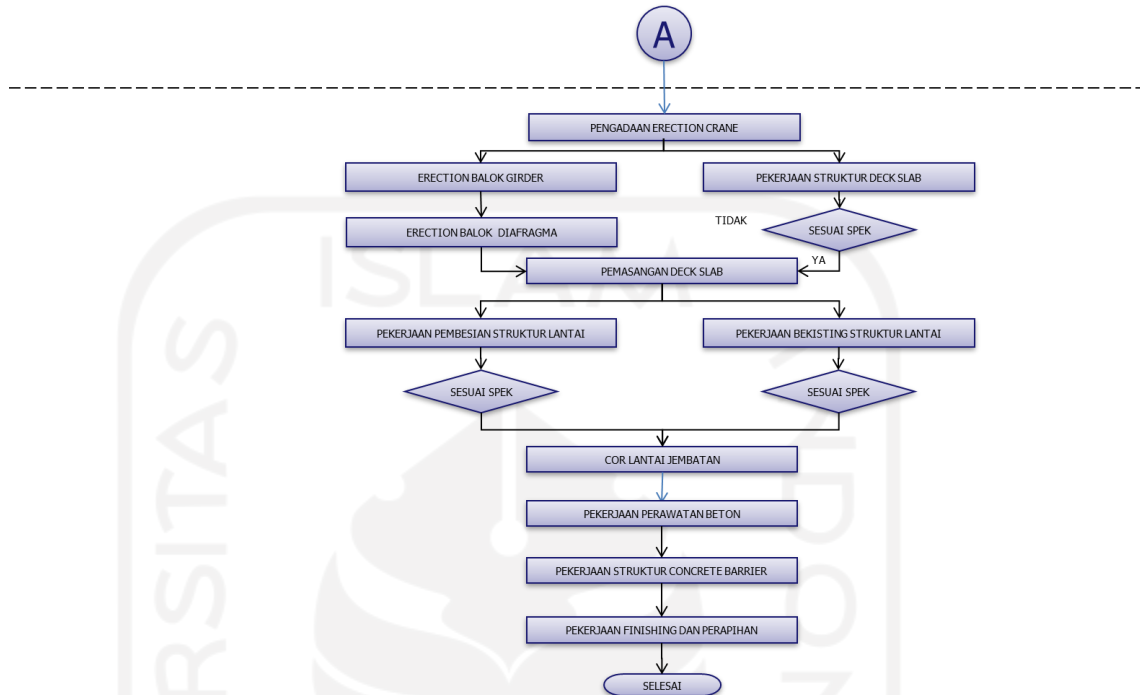 A
PENGADAAN ERECTION CRANE
ERECTION BALOK GIRDER
PEKERJAAN STRUKTUR DECK SLAB
ERECTION BALOK DIAFRAGMA
TIDAK
SESUAI SPEK
YA
PEMASANGAN DECK SLAB
PEKERJAAN PEMBESIAN STRUKTUR LANTAI
PEKERJAAN BEKISTING STRUKTUR LANTAI
SESUAI SPEK
SESUAI SPEK
COR LANTAI JEMBATAN
PEKERJAAN PERAWATAN BETON
PEKERJAAN STRUKTUR CONCRETE BARRIER
PEKERJAAN FINISHING DAN PERAPIHAN
SELESAI
ISLAM